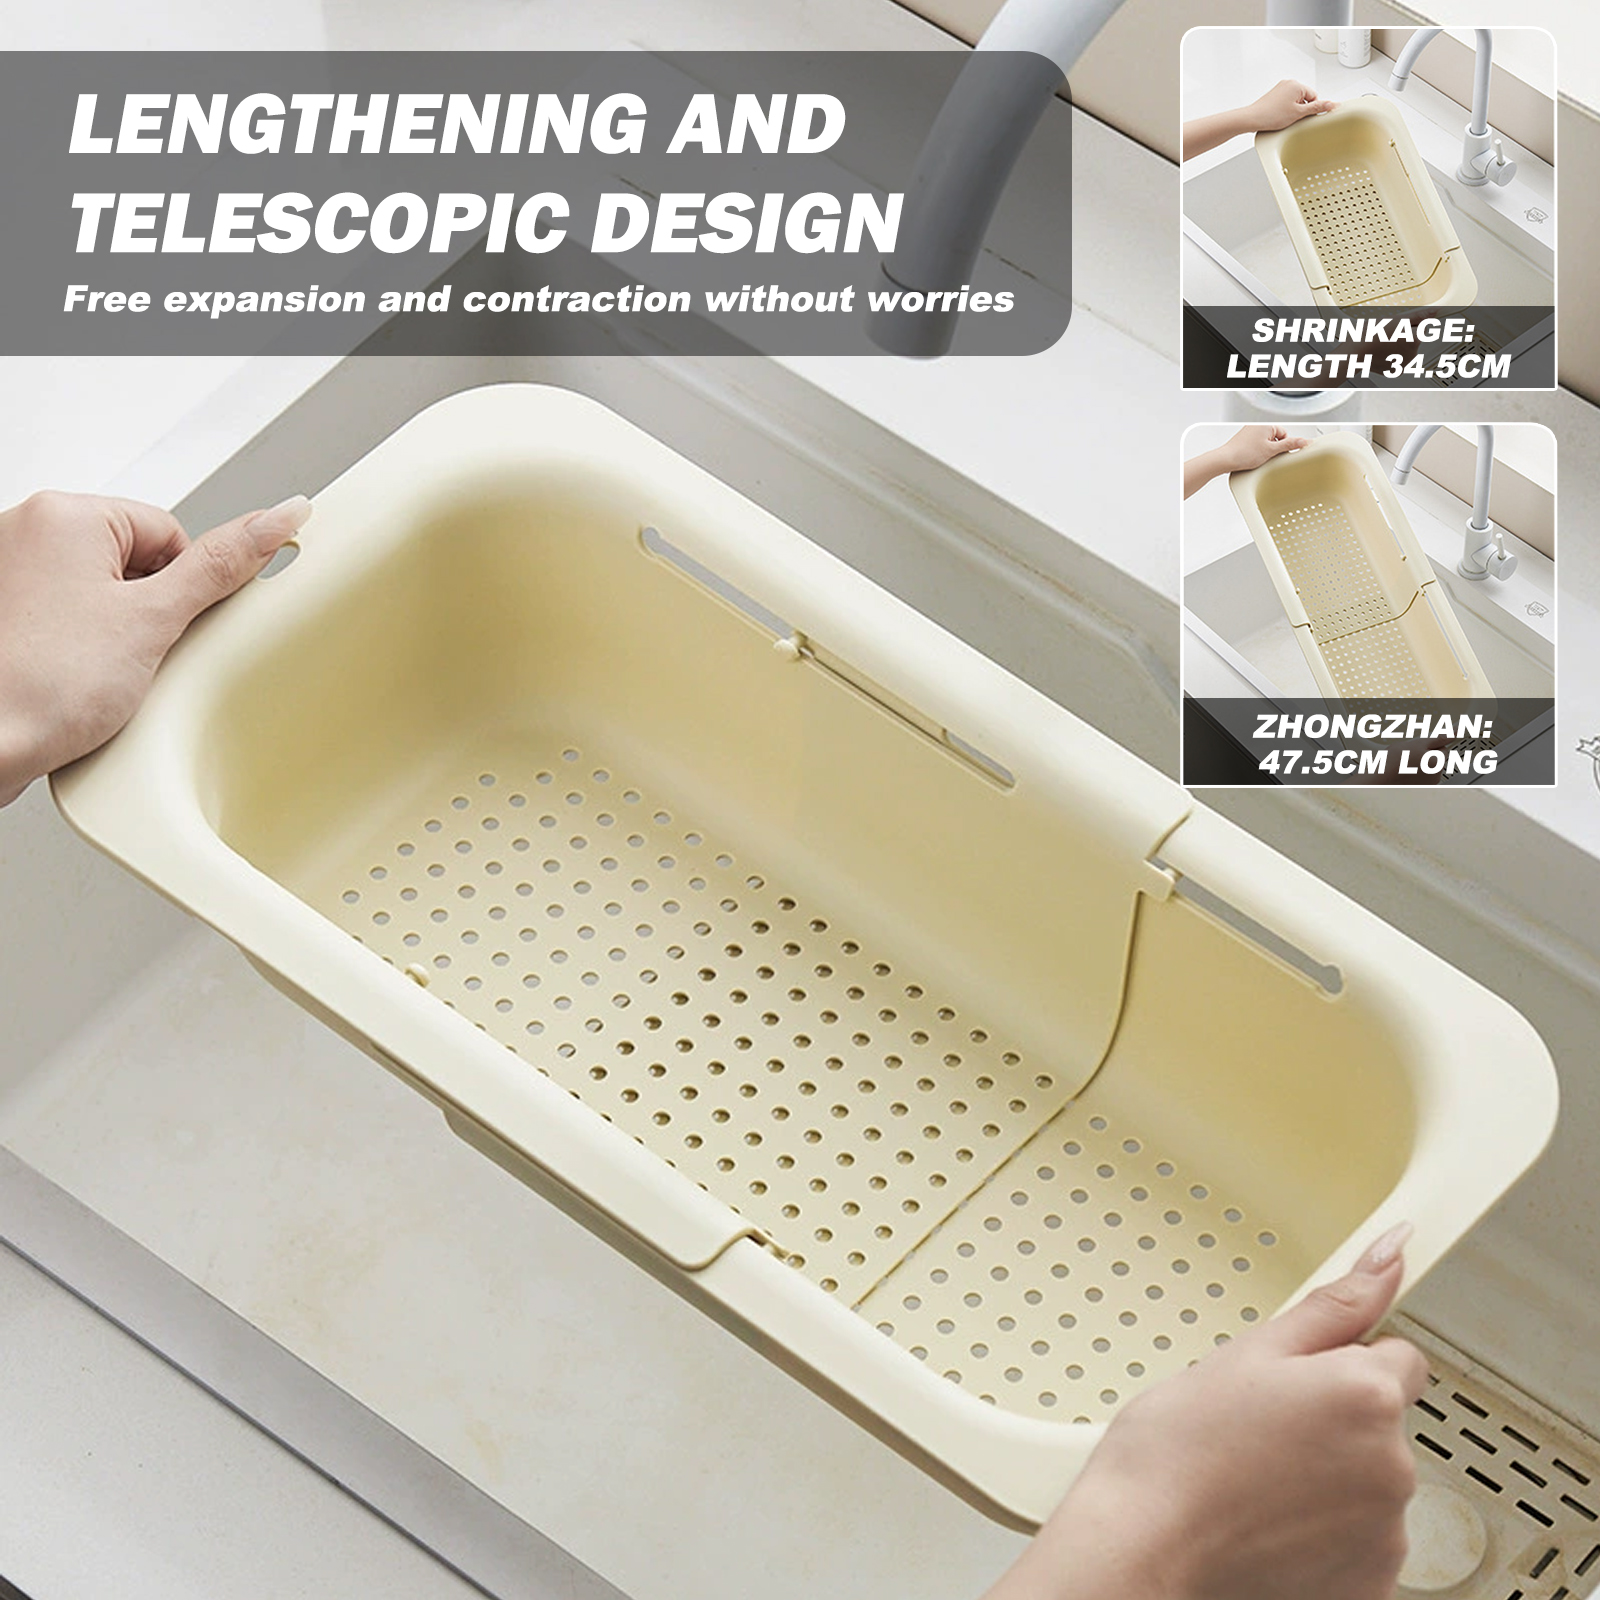 LENGTHENING AND
TELESCOPIC DESIGN
Free expansion and contraction without worries
SHRINKAGE:
LENGTH 34.5CM
ZHONGZHAN:
47.5CM LONG